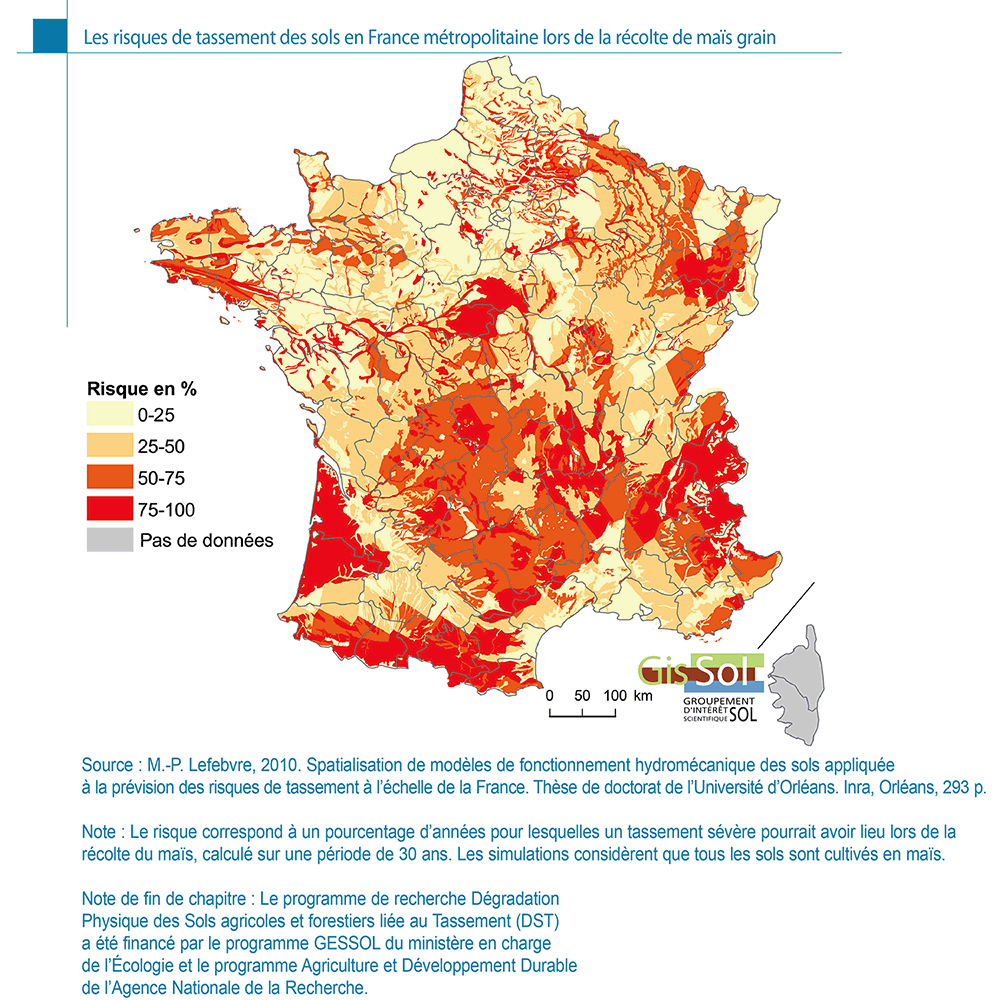 Les risques de tassement des sols en France métropolitaine lors de la récolte de maïs grain
Risque en %
0-25
25-50
50-75
75-100
Pas de données
0 50 100 km
GisSol
GROUPEMENT
D'INTÉRÊT
SCIENTIFIQUE SOL
Source : M.-P. Lefebvre, 2010. Spatialisation de modèles de fonctionnement hydromécanique des sols appliquée
à la prévision des risques de tassement à l'échelle de la France. Thèse de doctorat de l'Université d'Orléans. Inra, Orléans, 293 p.
Note : Le risque correspond à un pourcentage d'années pour lesquelles un tassement sévère pourrait avoir lieu lors de la
récolte du maïs, calculé sur une période de 30 ans. Les simulations considèrent que tous les sols sont cultivés en maïs.
Note de fin de chapitre : Le programme de recherche Dégradation
Physique des Sols agricoles et forestiers liée au Tassement (DST)
a été financé par le programme GESSOL du ministère en charge
de l'Écologie et le programme Agriculture et Développement Durable
de l'Agence Nationale de la Recherche.